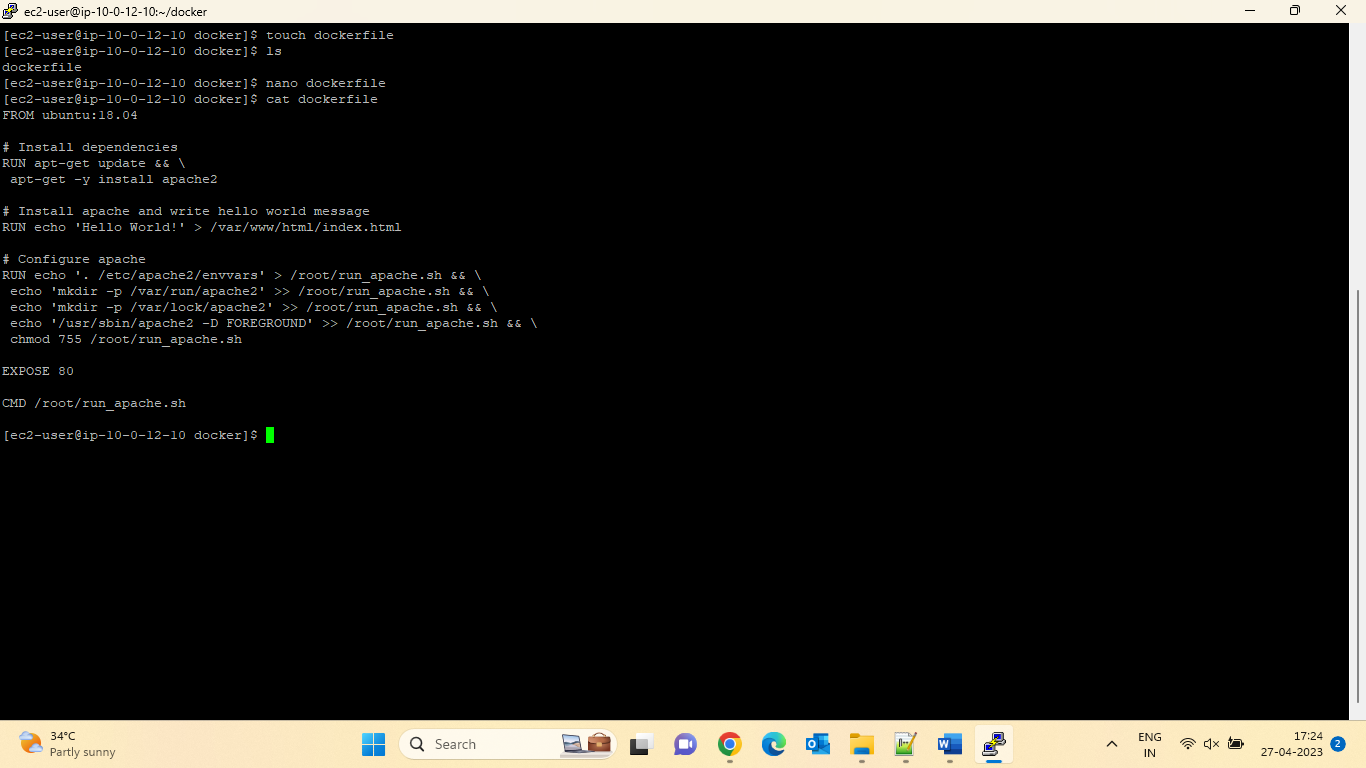 ec2-user@ip-10-0-12-10:~/docker
[ec2-user@ip-10-0-12-10 docker]$ touch dockerfile
[ec2-user@ip-10-0-12-10 docker]$ ls
dockerfile
[ec2-user@ip-10-0-12-10 docker]$ nano dockerfile
[ec2-user@ip-10-0-12-10 docker]$ cat dockerfile
FROM ubuntu:18.04

# Install dependencies
RUN apt-get update && \
 apt-get -y install apache2

# Install apache and write hello world message
RUN echo 'Hello World!' > /var/www/html/index.html

# Configure apache
RUN echo '. /etc/apache2/envvars' > /root/run_apache.sh && \
 echo 'mkdir -p /var/run/apache2' >> /root/run_apache.sh && \
 echo 'mkdir -p /var/lock/apache2' >> /root/run_apache.sh && \
 echo '/usr/sbin/apache2 -D FOREGROUND' >> /root/run_apache.sh && \
 chmod 755 /root/run_apache.sh

EXPOSE 80

CMD /root/run_apache.sh

[ec2-user@ip-10-0-12-10 docker]$
34°C
Partly sunny
Search
ENG
IN
17:24
27-04-2023
2